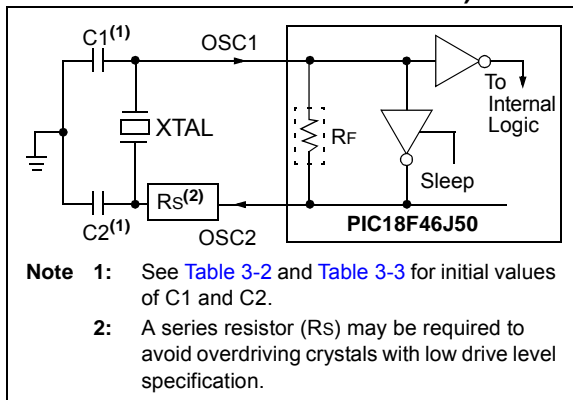 C1(1)
OSC1
To
Internal
Logic
XTAL
RF
Sleep
RS(2)
C2(1)
OSC2
PIC18F46J50
Note 1: See Table 3-2 and Table 3-3 for initial values
of C1 and C2.
2: A series resistor (RS) may be required to
avoid overdriving crystals with low drive level
specification.